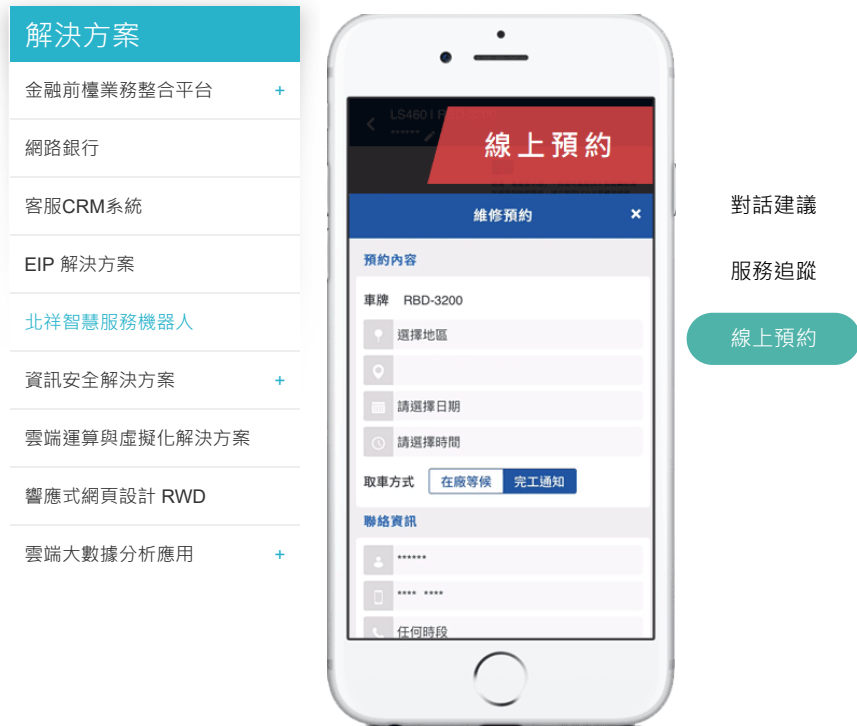 解決方案
金融前檯業務整合平台 +
網路銀行
客服CRM系統
EIP 解決方案
北祥智慧服務機器人
資訊安全解決方案 +
雲端運算與虛擬化解決方案
響應式網頁設計 RWD
雲端大數據分析應用 +
LS460 I R
******
線上預約
維修預約 ×
預約內容
車牌 RBD-3200
選擇地區
請選擇日期
請選擇時間
取車方式 在廠等候 完工通知
聯絡資訊
******
**** ****
任何時段
對話建議
服務追蹤
線上預約